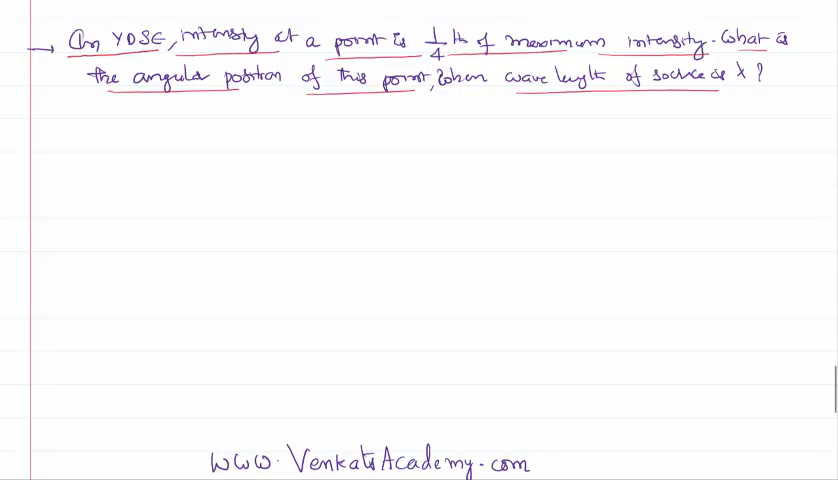 → In YDSE, intensity at a point is 1/4 th of maximum intensity. What is
the angular position of this point, when wave length of source is λ?
www.VenkatsAcademy.com